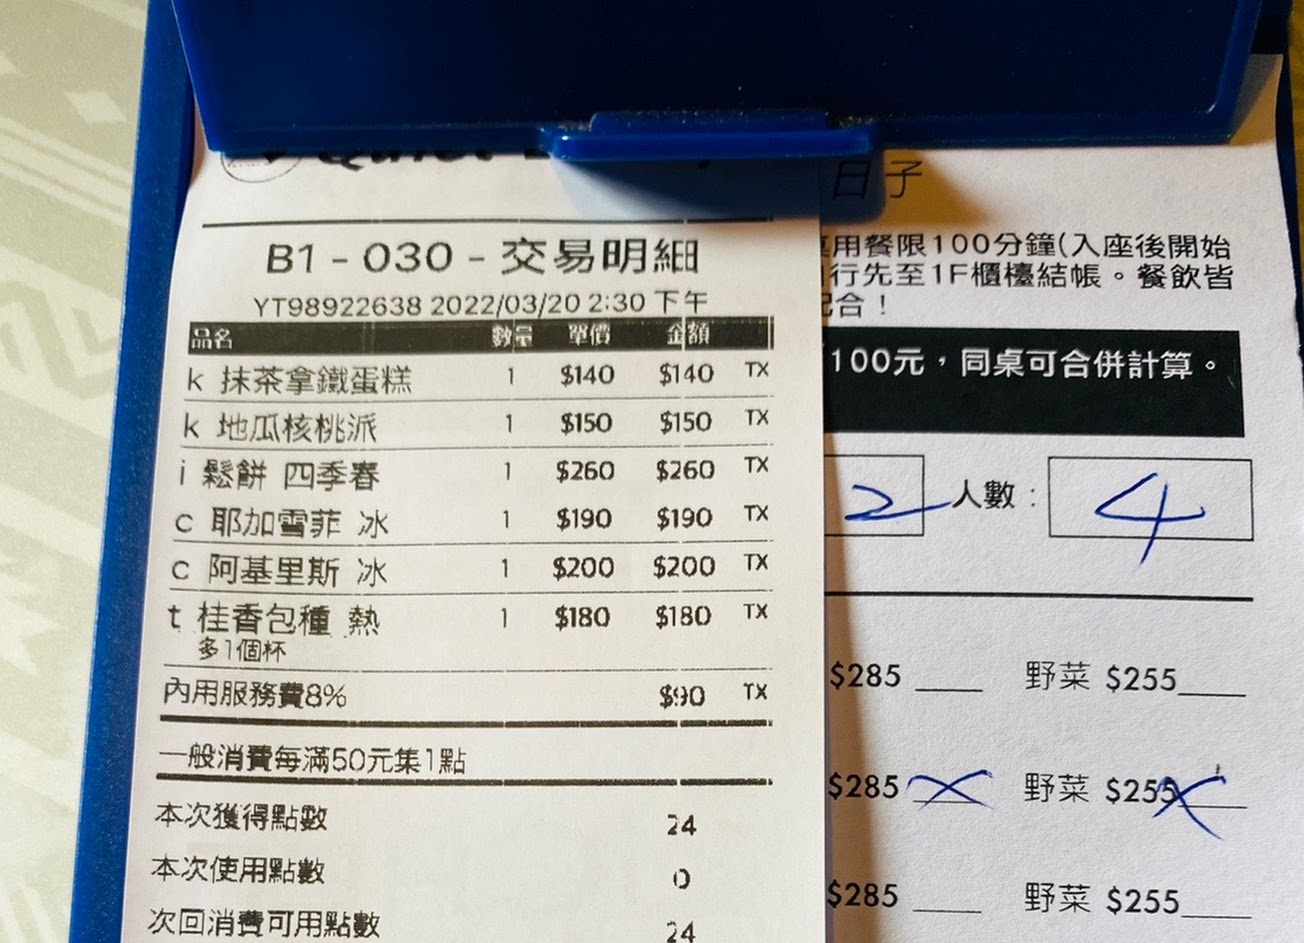 日子
B1 - 030 - 交易明細
YT98922638 2022/03/20 2:30 下午
品名 數量 單價 金額
k 抹茶拿鐵蛋糕 1 $140 $140 TX
k 地瓜核桃派 1 $150 $150 TX
i 鬆餅 四季春 1 $260 $260 TX
c 耶加雪菲 冰 1 $190 $190 TX
c 阿基里斯 冰 1 $200 $200 TX
t 桂香包種 熱 1 $180 $180 TX
多1個杯
內用服務費8% $90 TX
一般消費每滿50元集1點
本次獲得點數 24
本次使用點數 0
次回消費可用點數 24
用餐限100分鐘(入座後開始
行先至1F櫃檯結帳。餐飲皆
配合！
100元，同桌可合併計算。
2 人數： 4
$285 野菜 $255
$285 野菜 $255
$285 野菜 $255